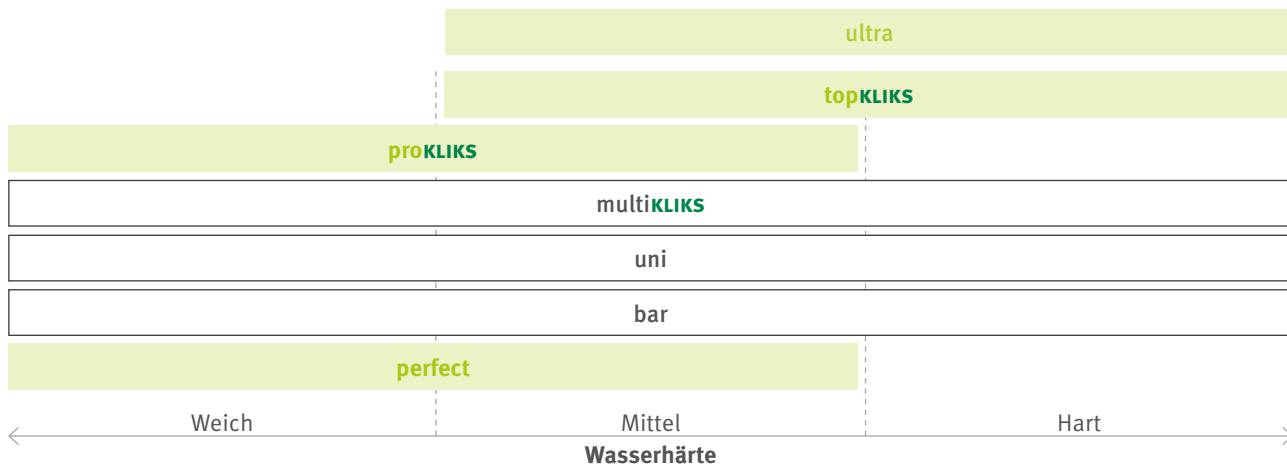 ultra
topKLIKS
proKLIKS
multiKLIKS
uni
bar
perfect
Weich Mittel Hart
Wasserhärte